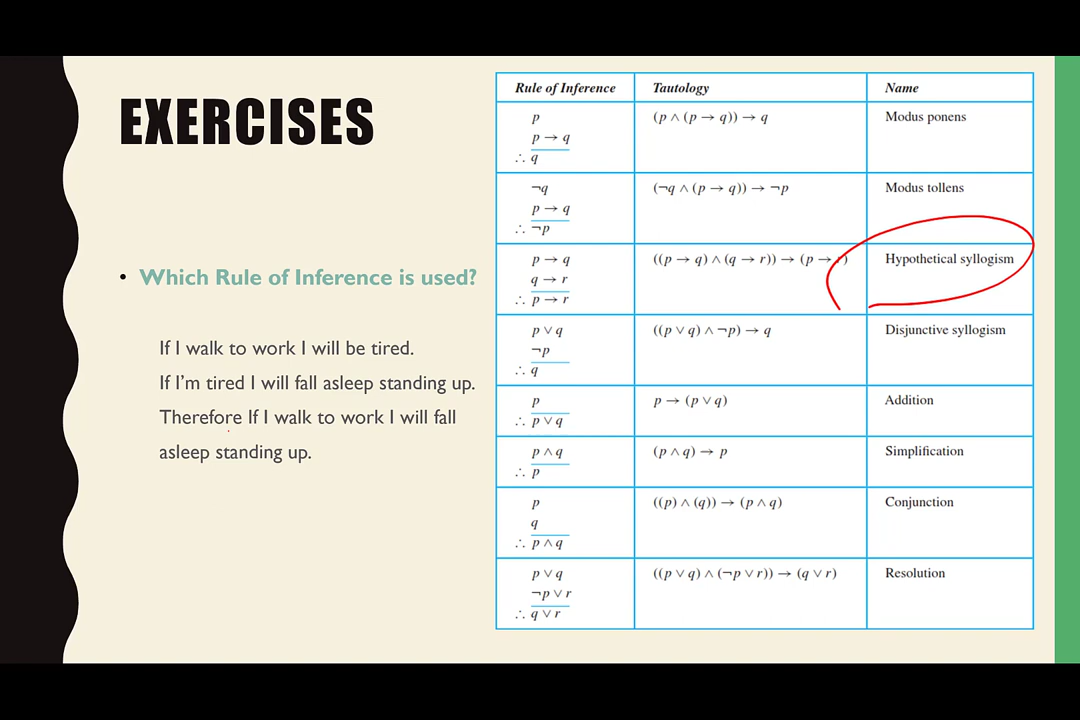 EXERCISES
• Which Rule of Inference is used?
If I walk to work I will be tired.
If I'm tired I will fall asleep standing up.
Therefore If I walk to work I will fall
asleep standing up.
Rule of Inference Tautology Name
p (p ∧ (p → q)) → q Modus ponens
p → q
∴ q
¬q (¬q ∧ (p → q)) → ¬p Modus tollens
p → q
∴ ¬p
p → q ((p → q) ∧ (q → r)) → (p → r) Hypothetical syllogism
q → r
∴ p → r
p ∨ q ((p ∨ q) ∧ ¬p) → q Disjunctive syllogism
¬p
∴ q
p p → (p ∨ q) Addition
∴ p ∨ q
p ∧ q (p ∧ q) → p Simplification
∴ p
p ((p) ∧ (q)) → (p ∧ q) Conjunction
q
∴ p ∧ q
p ∨ q ((p ∨ q) ∧ (¬p ∨ r)) → (q ∨ r) Resolution
¬p ∨ r
∴ q ∨ r